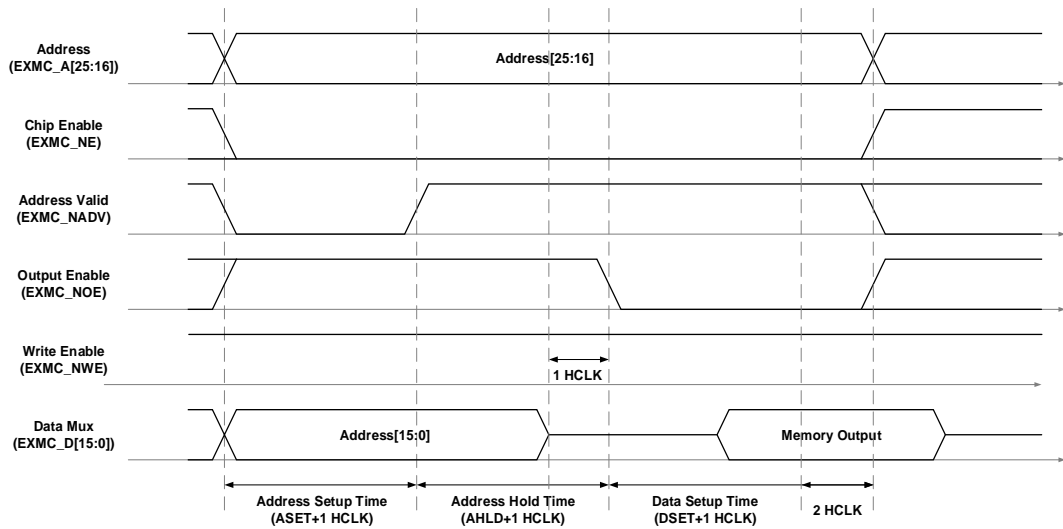 Address
(EXMC_A[25:16])
Address[25:16]
Chip Enable
(EXMC_NE)
Address Valid
(EXMC_NADV)
Output Enable
(EXMC_NOE)
Write Enable
(EXMC_NWE)
1 HCLK
Data Mux
(EXMC_D[15:0])
Address[15:0]
Memory Output
Address Setup Time
(ASET+1 HCLK)
Address Hold Time
(AHLD+1 HCLK)
Data Setup Time
(DSET+1 HCLK)
2 HCLK